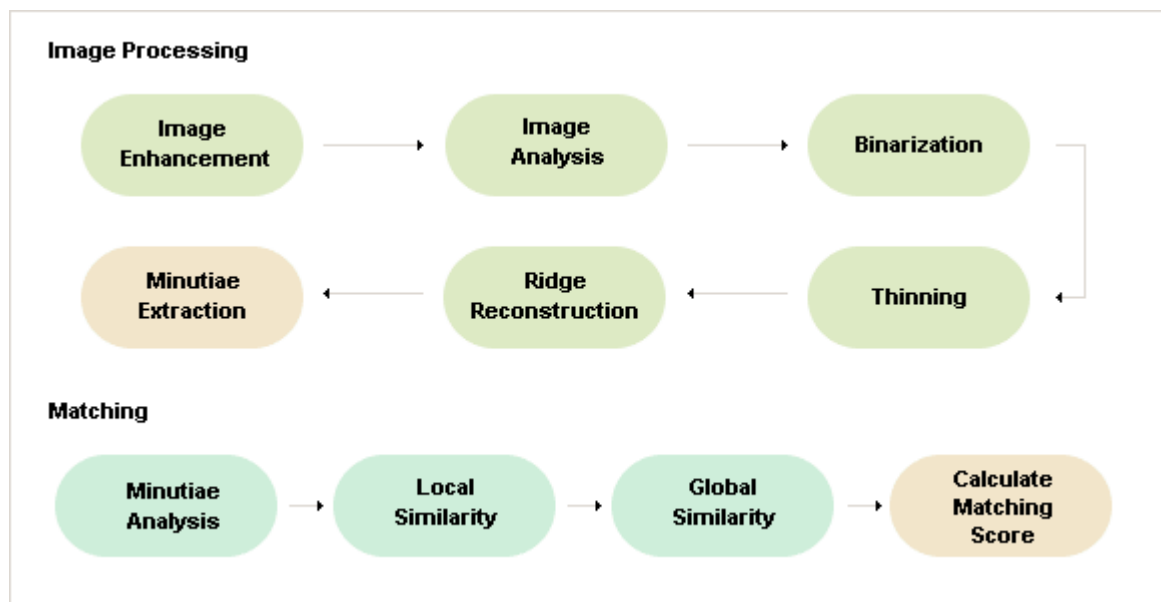 Image Processing
Image
Enhancement
Image
Analysis
Binarization
Minutiae
Extraction
Ridge
Reconstruction
Thinning
Matching
Minutiae
Analysis
Local
Similarity
Global
Similarity
Calculate
Matching
Score